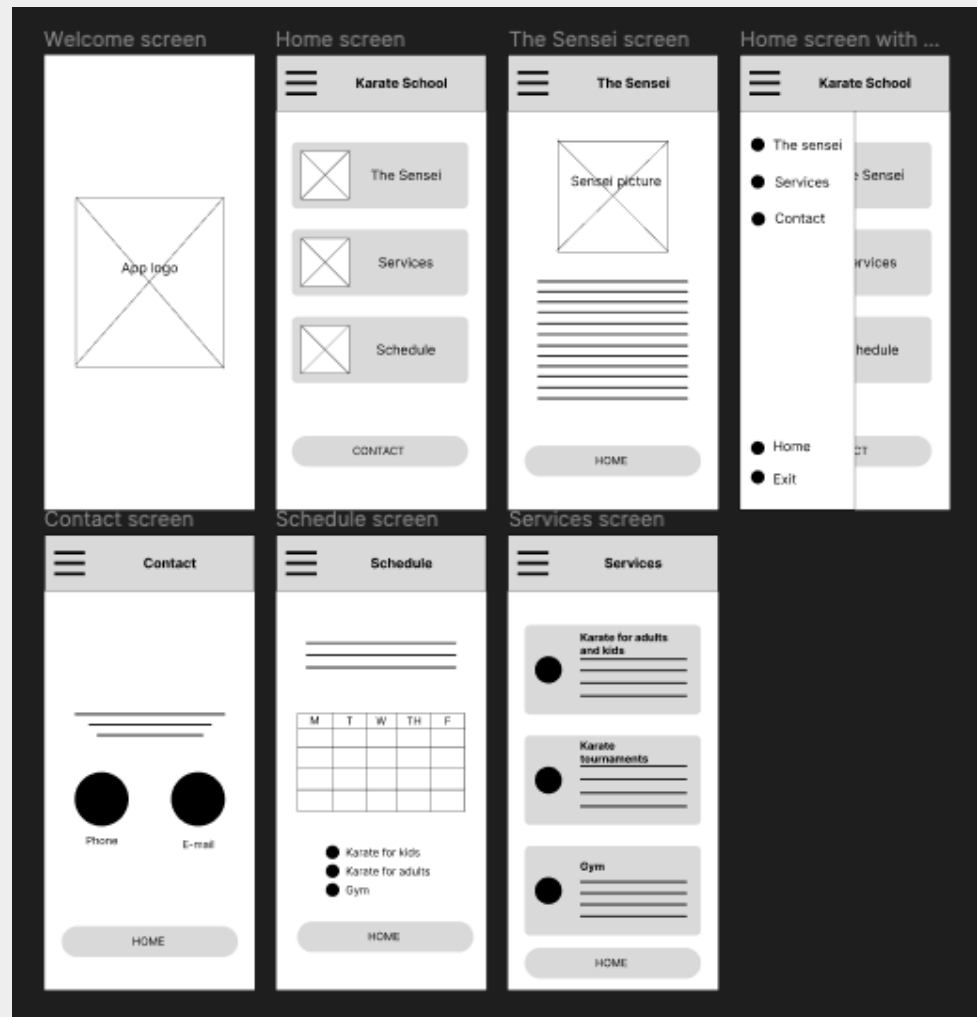 Welcome screen
Home screen
The Sensei screen
Home screen with ...
App logo
Karate School
The Sensei
Services
Schedule
CONTACT
The Sensei
Sensei picture
HOME
Karate School
The sensei
Services
Contact
Sensei
rvices
hedule
CT
Home
Exit
Contact screen
Schedule screen
Services screen
Contact
Phone
E-mail
HOME
Schedule
M T W TH F
Karate for kids
Karate for adults
Gym
HOME
Services
Karate for adults
and kids
Karate
tournaments
Gym
HOME